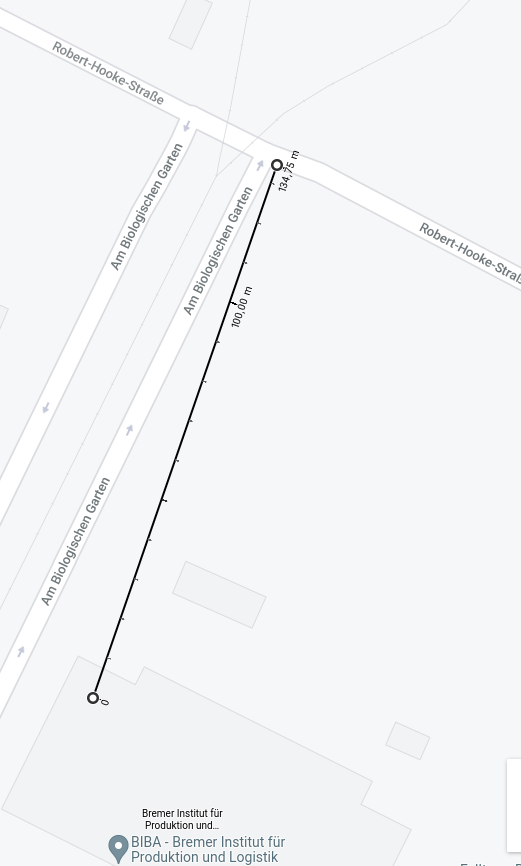 Robert-Hooke-Straße
Am Biologischen Garten
134,75 m
Am Biologischen Garten
Robert-Hooke-Straß
100,00 m
Am Biologischen Garten
0
Bremer Institut für
Produktion und...
BIBA - Bremer Institut für
Produktion und Logistik